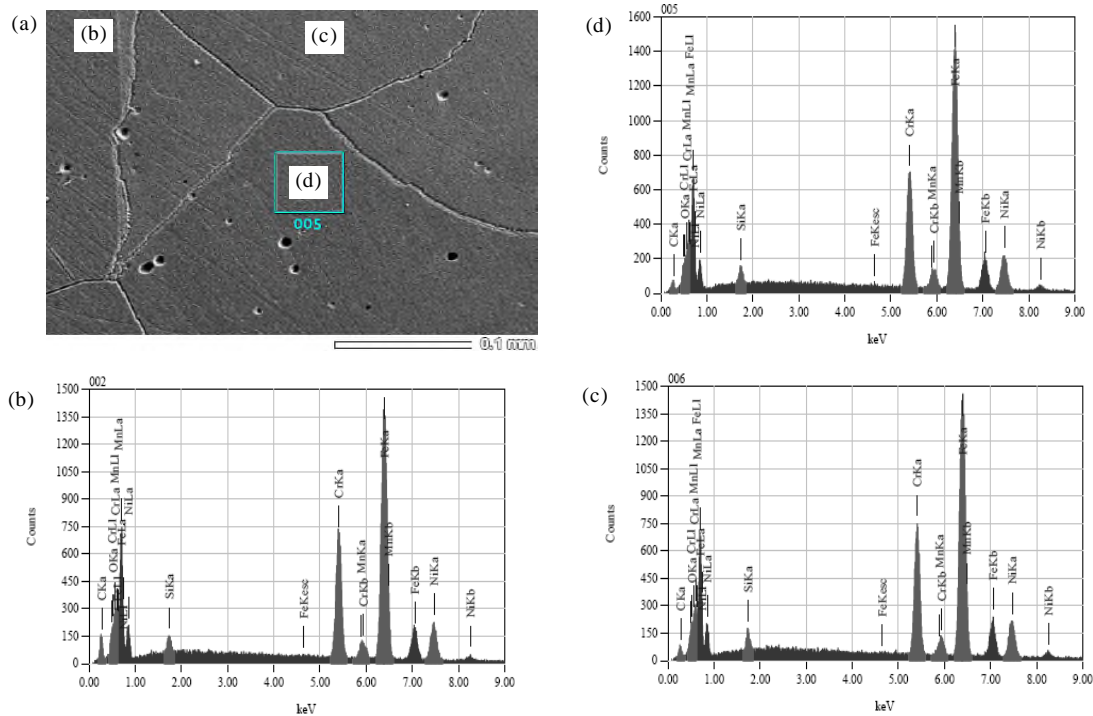 (a)
(b)
(c)
(d)
005
0.1 mm
(d)
005
Counts
1600
1400
1200
1000
800
600
400
200
0
CKa
OKa
CrLl
CrLa
MnLl
MnLa
FeLl
FeLa
NiLl
NiLa
SiKa
FeKesc
CrKa
CrKb
MnKa
FeKa
MnKb
FeKb
NiKa
NiKb
0.00 1.00 2.00 3.00 4.00 5.00 6.00 7.00 8.00 9.00
keV
(b)
002
Counts
1500
1350
1200
1050
900
750
600
450
300
150
0
CKa
OKa
CrLl
CrLa
MnLl
MnLa
FeLa
NiLa
SiKa
FeKesc
CrKa
CrKb
MnKa
FeKa
MnKb
FeKb
NiKa
NiKb
0.00 1.00 2.00 3.00 4.00 5.00 6.00 7.00 8.00 9.00
keV
(c)
006
Counts
1500
1350
1200
1050
900
750
600
450
300
150
0
CKa
OKa
CrLl
CrLa
MnLl
MnLa
FeLl
FeLa
NiLa
SiKa
FeKesc
CrKa
CrKb
MnKa
FeKa
MnKb
FeKb
NiKa
NiKb
0.00 1.00 2.00 3.00 4.00 5.00 6.00 7.00 8.00 9.00
keV